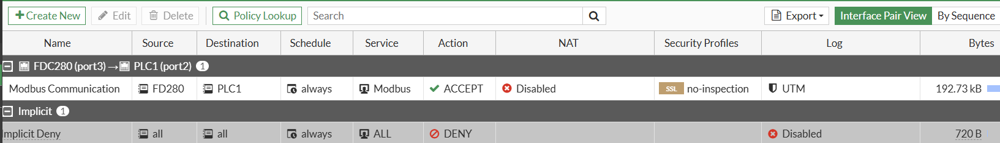 Create New Edit Delete Policy Lookup Search Export Interface Pair View By Sequence
Name Source Destination Schedule Service Action NAT Security Profiles Log Bytes
FDC280 (port3) → PLC1 (port2) 1
Modbus Communication FD280 PLC1 always Modbus ACCEPT Disabled SSL no-inspection UTM 192.73 kB
Implicit 1
Implicit Deny all all always ALL DENY Disabled 720 B